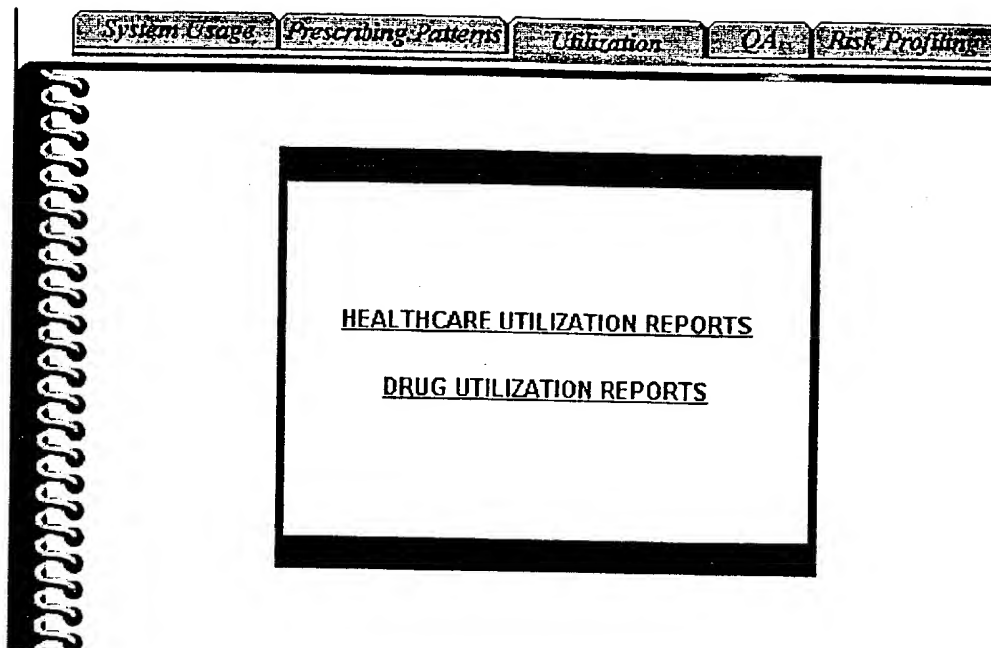 System Usage Prescribing Patterns Utilization QA Risk Profiling
HEALTHCARE UTILIZATION REPORTS
DRUG UTILIZATION REPORTS